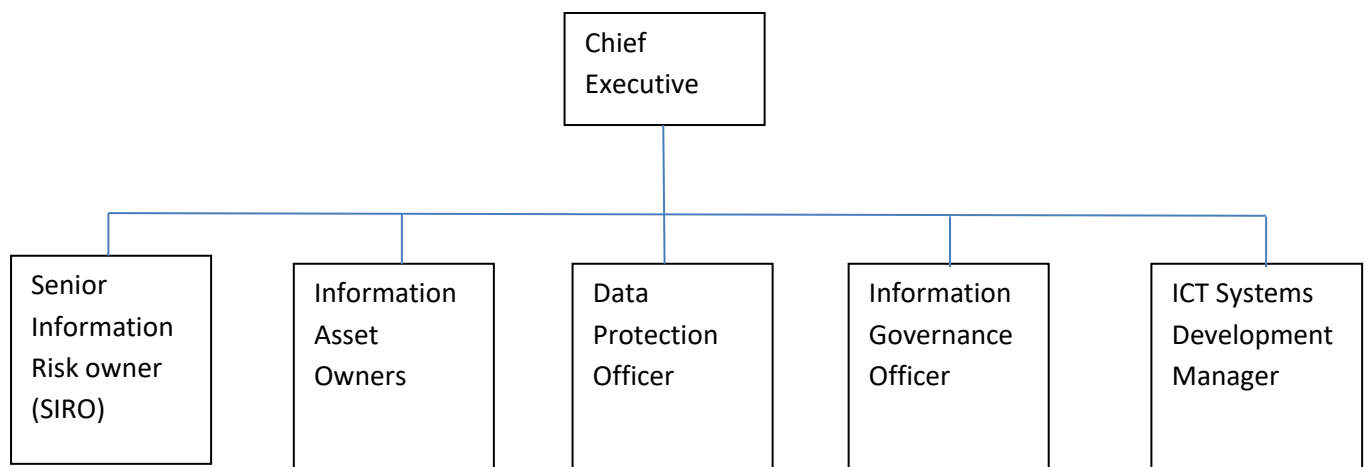 Chief
Executive
Senior
Information
Risk owner
(SIRO)
Information
Asset
Owners
Data
Protection
Officer
Information
Governance
Officer
ICT Systems
Development
Manager